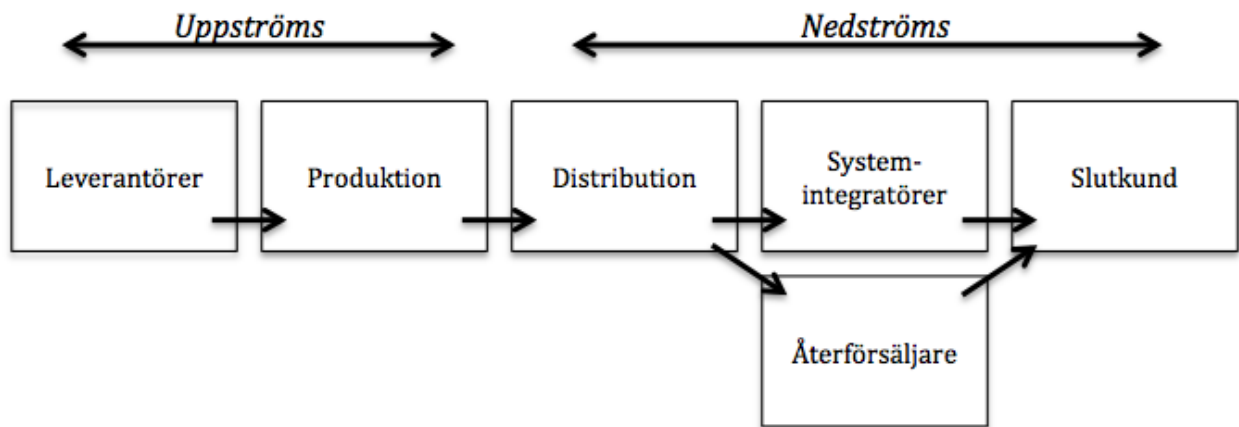 Uppströms
Nedströms
Leverantörer
Produktion
Distribution
System-
integratörer
Slutkund
Återförsäljare